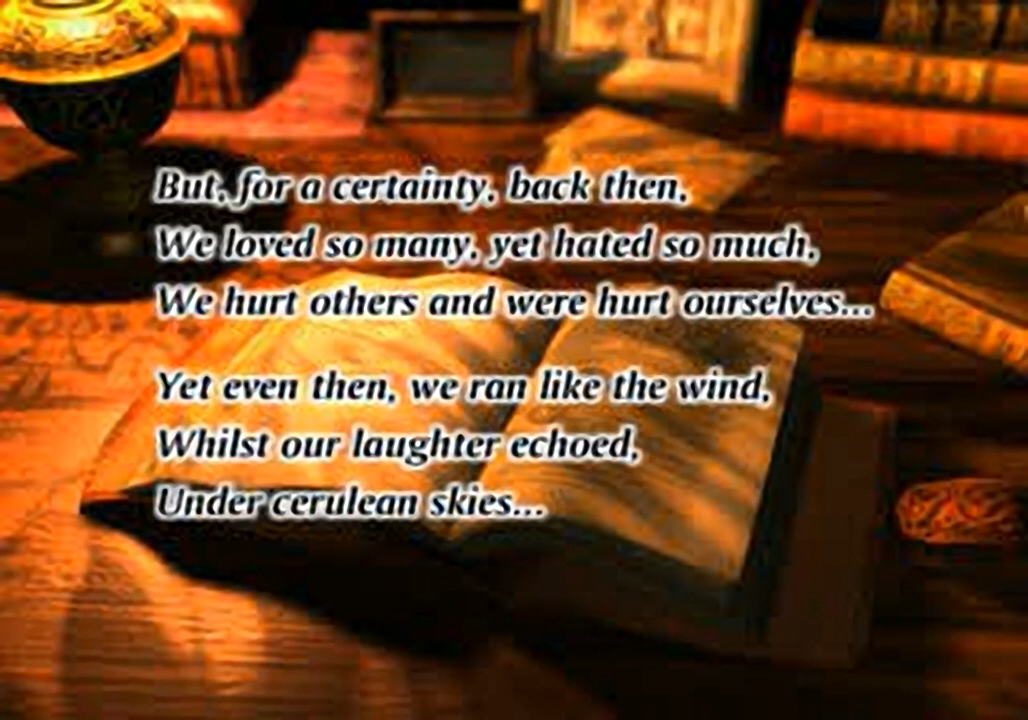 But, for a certainty, back then,
We loved so many, yet hated so much,
We hurt others and were hurt ourselves...
Yet even then, we ran like the wind,
Whilst our laughter echoed,
Under cerulean skies...